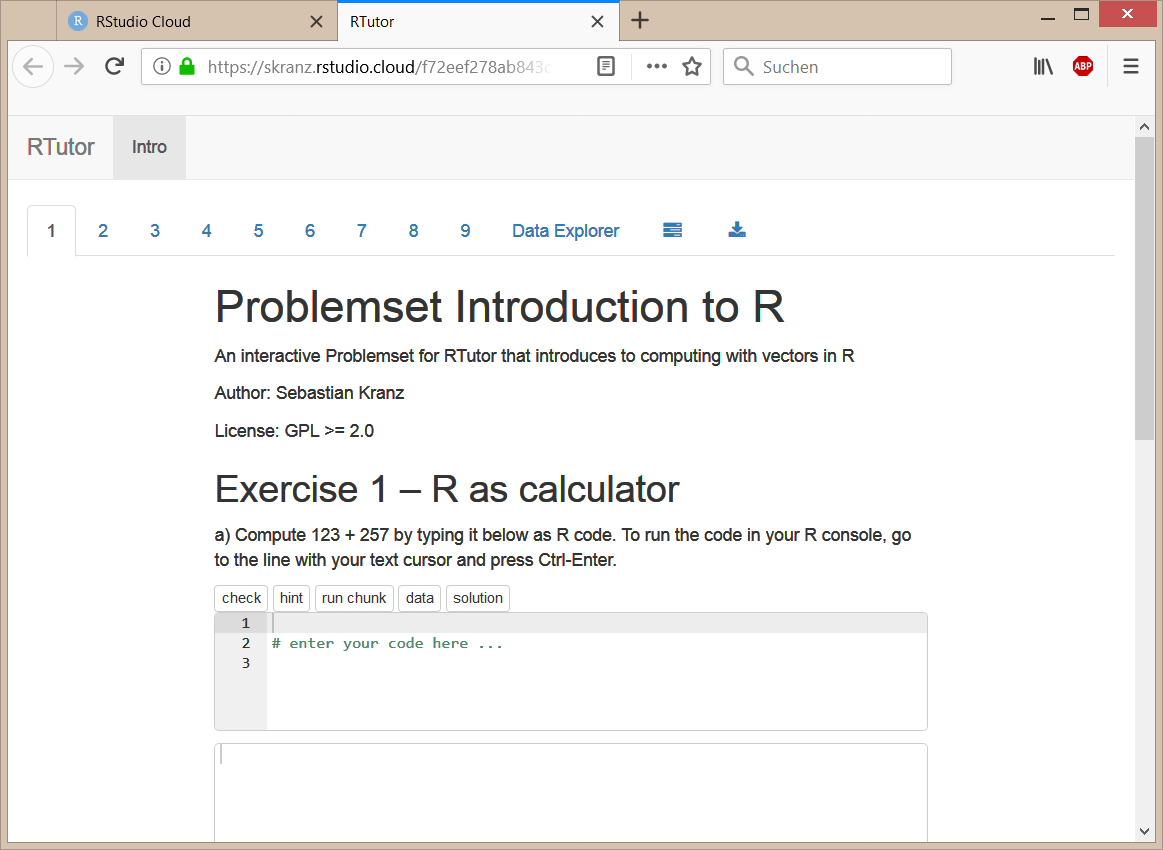 RStudio Cloud
RTutor
https://skranz.rstudio.cloud/f72eef278ab843c
Suchen
ABP
RTutor
Intro
1 2 3 4 5 6 7 8 9 Data Explorer
Problemset Introduction to R
An interactive Problemset for RTutor that introduces to computing with vectors in R
Author: Sebastian Kranz
License: GPL >= 2.0
Exercise 1 – R as calculator
a) Compute 123 + 257 by typing it below as R code. To run the code in your R console, go
to the line with your text cursor and press Ctrl-Enter.
check hint run chunk data solution
1
2 # enter your code here ...
3